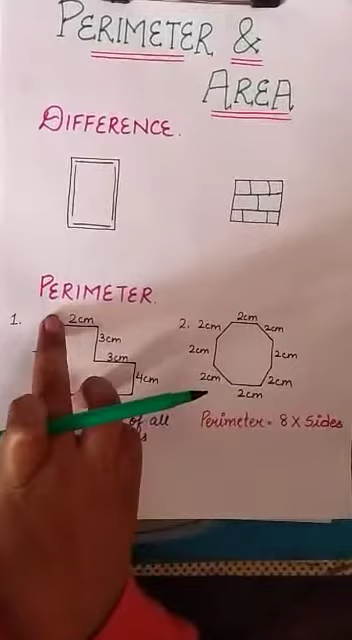 PERIMETER &
AREA
DIFFERENCE.
PERIMETER.
1. 2cm
3cm
3cm
4cm
of all
2. 2cm
2cm
2cm
2cm
2cm
2cm
2cm
2cm
Perimeter = 8 X Sides